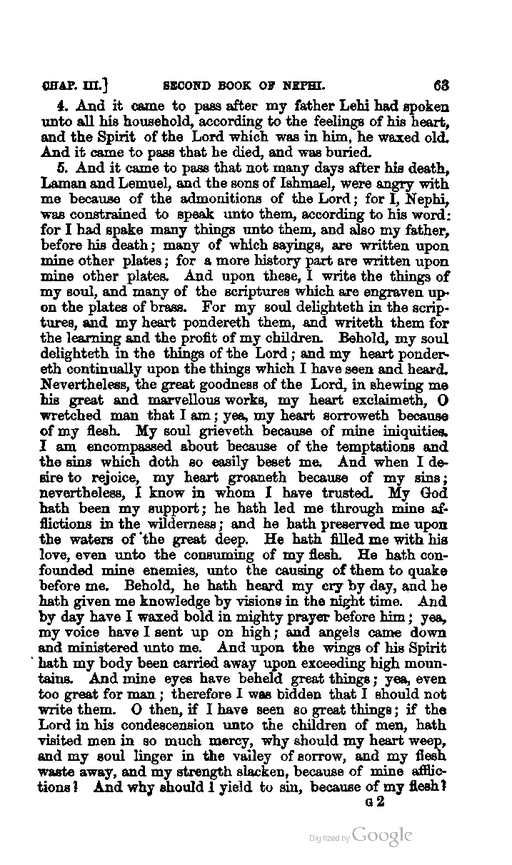 CHAP. III.] SECOND BOOK OF NEPHI. 63
4. And it came to pass after my father Lehi had spoken
unto all his household, according to the feelings of his heart,
and the Spirit of the Lord which was in him, he waxed old.
And it came to pass that he died, and was buried.
5. And it came to pass that not many days after his death,
Laman and Lemuel, and the sons of Ishmael, were angry with
me because of the admonitions of the Lord; for I, Nephi,
was constrained to speak unto them, according to his word:
for I had spake many things unto them, and also my father,
before his death; many of which sayings, are written upon
mine other plates; for a more history part are written upon
mine other plates. And upon these, I write the things of
my soul, and many of the scriptures which are engraven up-
on the plates of brass. For my soul delighteth in the scrip-
tures, and my heart pondereth them, and writeth them for
the learning and the profit of my children. Behold, my soul
delighteth in the things of the Lord; and my heart ponder-
eth continually upon the things which I have seen and heard.
Nevertheless, the great goodness of the Lord, in shewing me
his great and marvellous works, my heart exclaimeth, O
wretched man that I am; yea, my heart sorroweth because
of my flesh. My soul grieveth because of mine iniquities.
I am encompassed about because of the temptations and
the sins which doth so easily beset me. And when I de-
sire to rejoice, my heart groaneth because of my sins;
nevertheless, I know in whom I have trusted. My God
hath been my support; he hath led me through mine af-
flictions in the wilderness; and he hath preserved me upon
the waters of the great deep. He hath filled me with his
love, even unto the consuming of my flesh. He hath con-
founded mine enemies, unto the causing of them to quake
before me. Behold, he hath heard my cry by day, and he
hath given me knowledge by visions in the night time. And
by day have I waxed bold in mighty prayer before him; yea,
my voice have I sent up on high; and angels came down
and ministered unto me. And upon the wings of his Spirit
hath my body been carried away upon exceeding high moun-
tains. And mine eyes have beheld great things; yea, even
too great for man; therefore I was bidden that I should not
write them. O then, if I have seen so great things; if the
Lord in his condescension unto the children of men, hath
visited men in so much mercy, why should my heart weep,
and my soul linger in the valley of sorrow, and my flesh
waste away, and my strength slacken, because of mine afflic-
tions? And why should I yield to sin, because of my flesh?
G 2
Digitized by Google